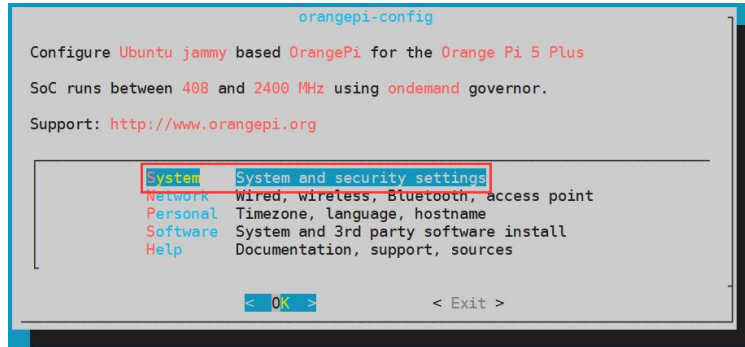 orangepi-config
Configure Ubuntu jammy based OrangePi for the Orange Pi 5 Plus
SoC runs between 408 and 2400 MHz using ondemand governor.
Support: http://www.orangepi.org
System System and security settings
Network Wired, wireless, Bluetooth, access point
Personal Timezone, language, hostname
Software System and 3rd party software install
Help Documentation, support, sources
< OK > < Exit >